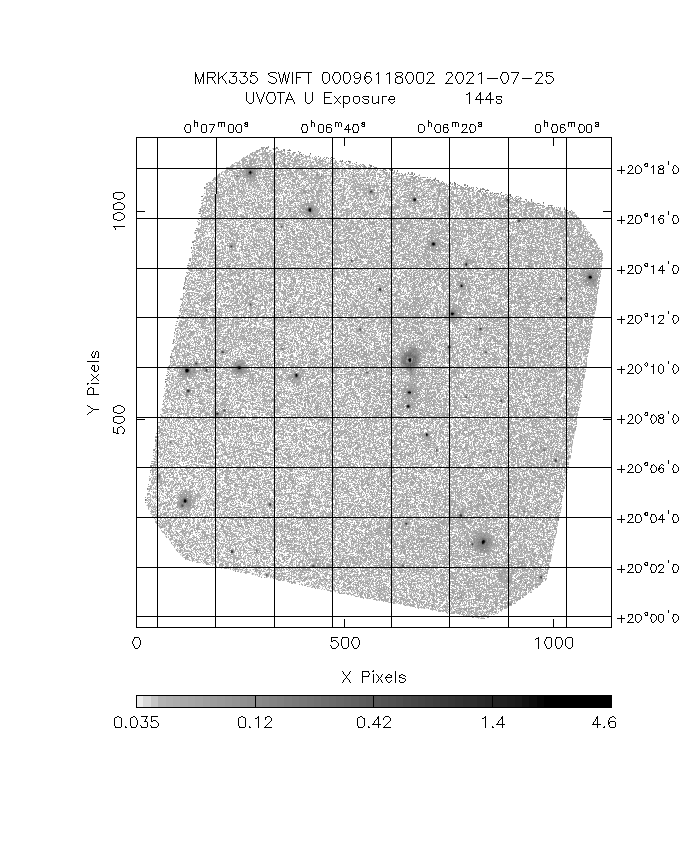 MRK335 SWIFT 00096118002 2021-07-25
UVOTA U Exposure 144s
0ʰ07ᵐ00ˢ 0ʰ06ᵐ40ˢ 0ʰ06ᵐ20ˢ 0ʰ06ᵐ00ˢ
+20°18'0
1000
+20°16'0
+20°14'0
+20°12'0
Y Pixels
+20°10'0
500
+20°08'0
+20°06'0
+20°04'0
+20°02'0
+20°00'0
0 500 1000
X Pixels
0.035 0.12 0.42 1.4 4.6